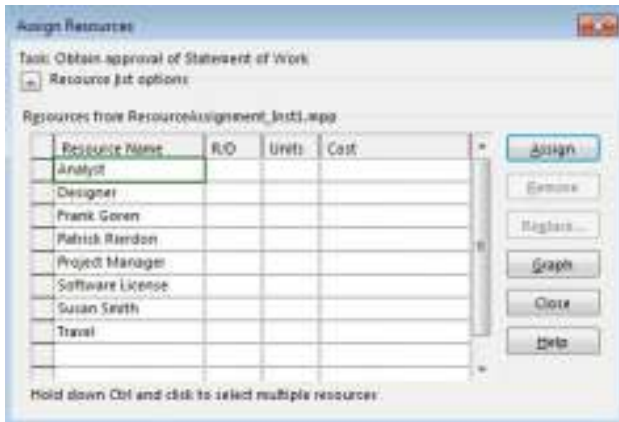 Assign Resources
Task: Obtain approval of Statement of Work
Resource list options
Resources from ResourceAssignment_Inst1.mpp
Resource Name R/O Units Cost
Analyst
Designer
Frank Goren
Patrick Riordon
Project Manager
Software License
Susan Smith
Travel
Assign
Remove
Replace...
Graph
Close
Help
Hold down Ctrl and click to select multiple resources